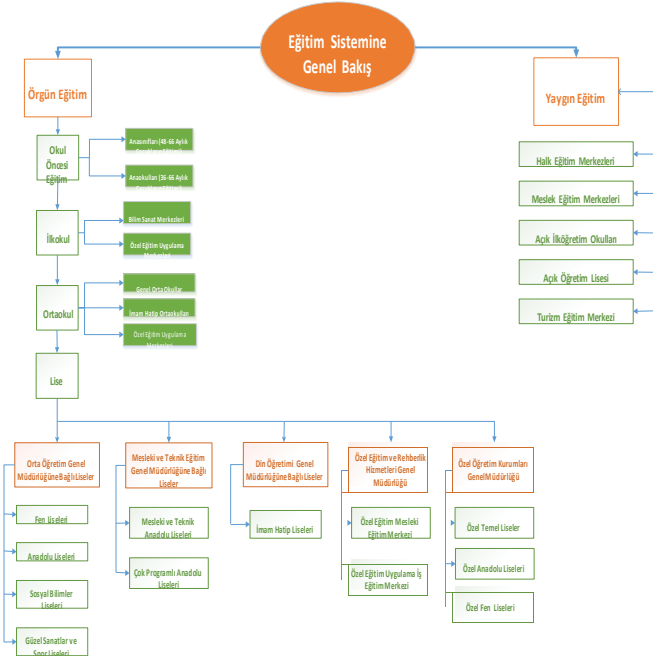 Eğitim Sistemine
Genel Bakış
Örgün Eğitim
Yaygın Eğitim
Okul
Öncesi
Eğitim
Anasınıfları (48-66 Aylık
Anaokulları (36-66 Aylık
İlkokul
Bilim Sanat Merkezleri
Özel Eğitim Uygulama
Ortaokul
Genel Orta Okullar
İmam Hatip Ortaokulları
Özel Eğitim Uygulama
Merkezleri
Lise
Halk Eğitim Merkezleri
Meslek Eğitim Merkezleri
Açık İlköğretim Okulları
Açık Öğretim Lisesi
Turizm Eğitim Merkezi
Orta Öğretim Genel
Müdürlüğüne Bağlı Liseler
Fen Liseleri
Anadolu Liseleri
Sosyal Bilimler
Liseleri
Güzel Sanatlar ve
Spor Liseleri
Mesleki ve Teknik Eğitim
Genel Müdürlüğüne Bağlı
Liseler
Mesleki ve Teknik
Anadolu Liseleri
Çok Programlı Anadolu
Liseleri
Din Öğretimi Genel
Müdürlüğüne Bağlı Liseler
İmam Hatip Liseleri
Özel Eğitim ve Rehberlik
Hizmetleri Genel
Müdürlüğü
Özel Eğitim Mesleki
Eğitim Merkezi
Özel Eğitim Uygulama İş
Eğitim Merkezi
Özel Öğretim Kurumları
Genel Müdürlüğü
Özel Temel Liseler
Özel Anadolu Liseleri
Özel Fen Liseleri